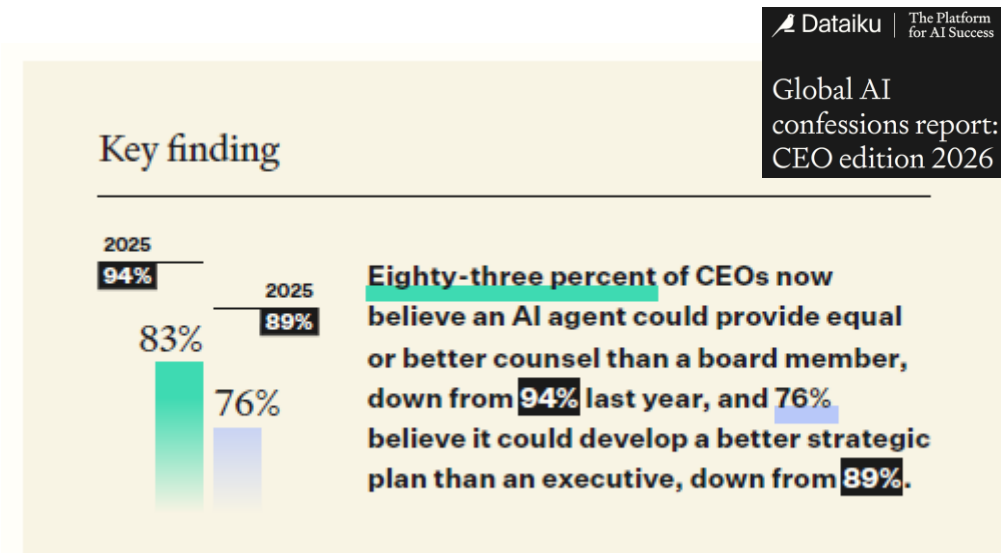 Dataiku
The Platform
for AI Success
Global AI
confessions report:
CEO edition 2026
Key finding
2025
94%
2025
89%
83%
76%
Eighty-three percent of CEOs now
believe an AI agent could provide equal
or better counsel than a board member,
down from 94% last year, and 76%
believe it could develop a better strategic
plan than an executive, down from 89%.